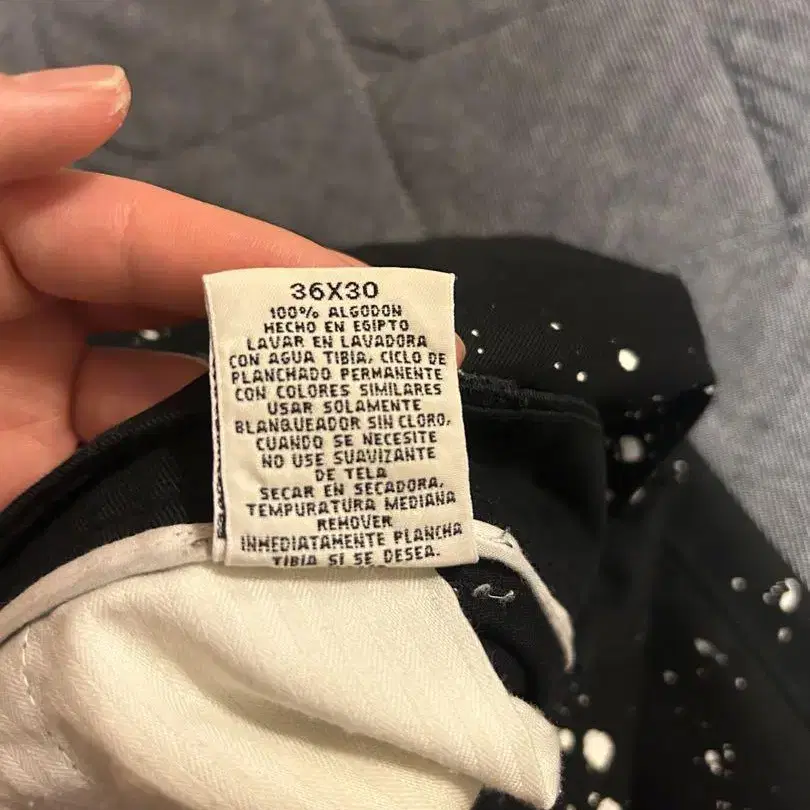 36X30
100% ALGODON
HECHO EN EGIPTO
LAVAR EN LAVADORA
CON AGUA TIBIA, CICLO DE
PLANCHADO PERMANENTE
CON COLORES SIMILARES
USAR SOLAMENTE
BLANQUEADOR SIN CLORO,
CUANDO SE NECESITE
NO USE SUAVIZANTE
DE TELA
SECAR EN SECADORA,
TEMPURATURA MEDIANA
REMOVER
INMEDIATAMENTE PLANCHA
TIBIA SI SE DESEA.